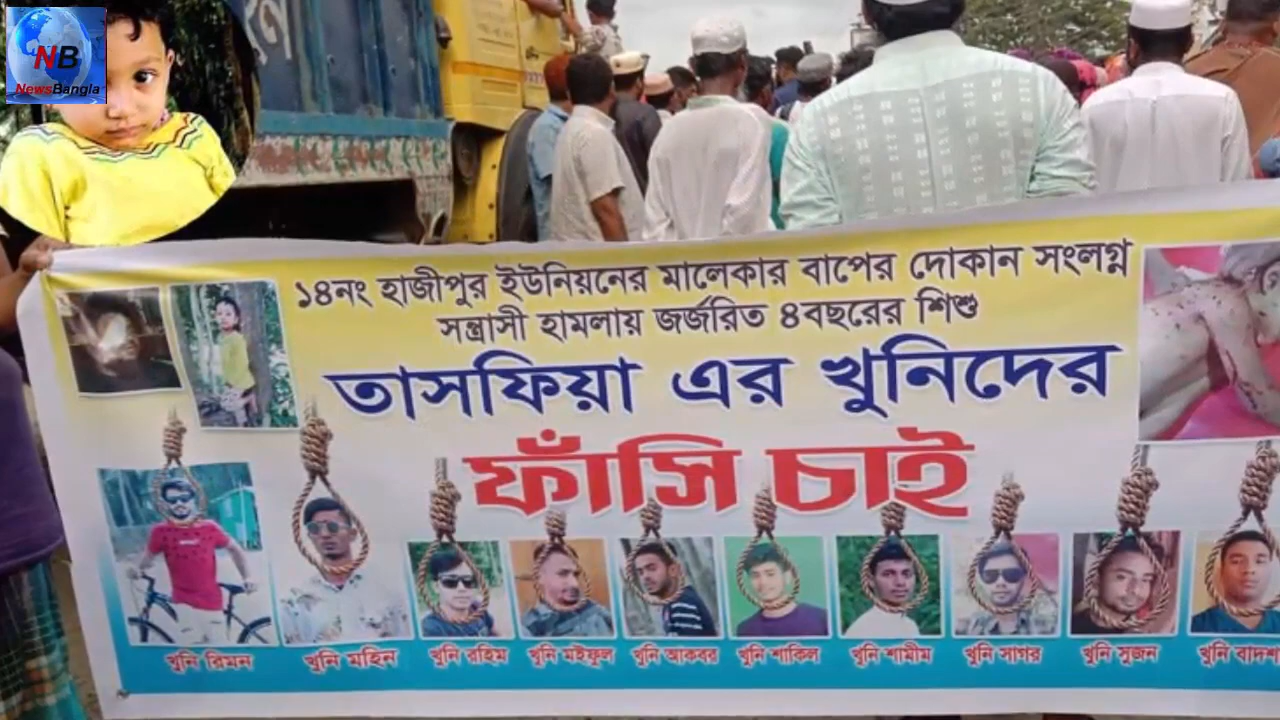 NB
NewsBangla
১৪নং হাজীপুর ইউনিয়নের মালেকার বাপের দোকান সংলগ্ন
সন্ত্রাসী হামলায় জর্জরিত ৪বছরের শিশু
তাসফিয়া এর খুনিদের
ফাঁসি চাই
খুনি রিমন খুনি মহিন খুনি রহিম খুনি মইফুল খুনি আকবর খুনি শাকিল খুনি শামীম খুনি সাগর খুনি সুজন খুনি